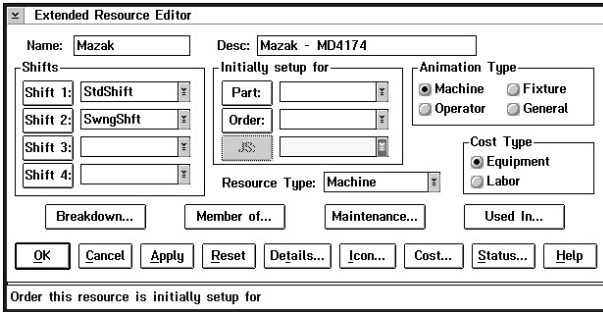 Extended Resource Editor
Name: Mazak Desc: Mazak - MD4174
Shifts Initially setup for Animation Type
Shift 1: StdShift Part: Machine Fixture
Shift 2: SwngShft Order: Operator General
Shift 3: JS: Cost Type
Shift 4: Resource Type: Machine Equipment
Labor
Breakdown... Member of... Maintenance... Used In...
OK Cancel Apply Reset Details... Icon... Cost... Status... Help
Order this resource is initially setup for